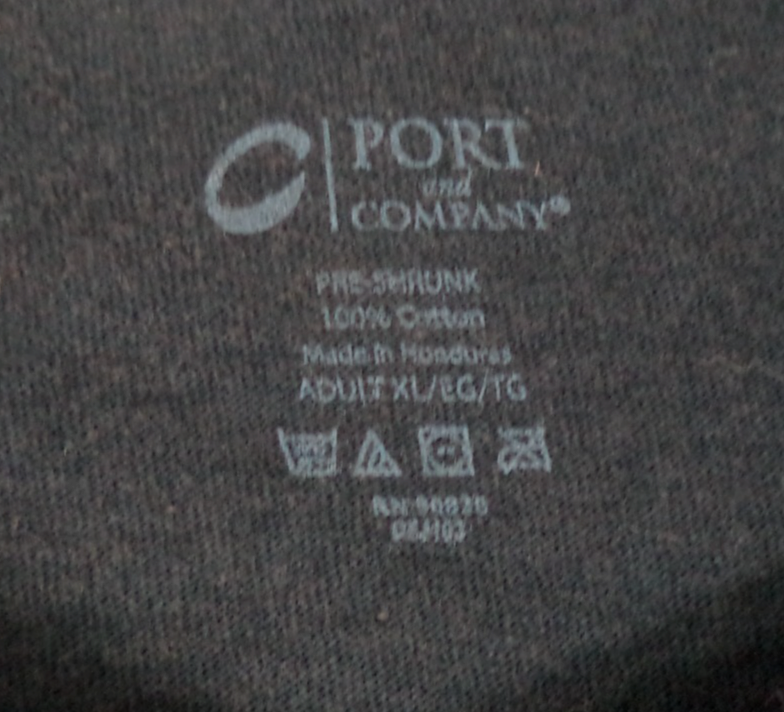 PORT
and
COMPANY®
PRE-SHRUNK
100% Cotton
Made in Honduras
ADULT XL/EG/TG